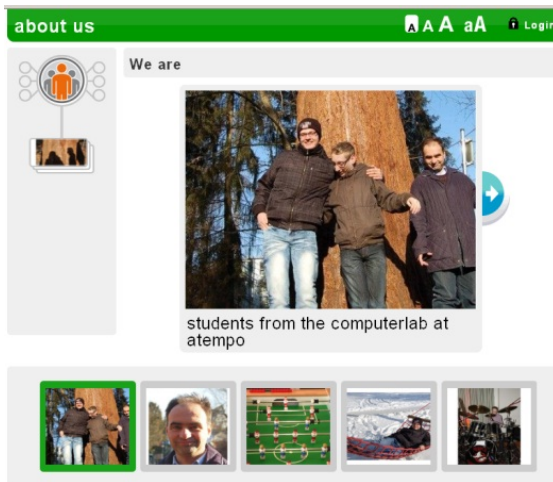 about us
A A A aA Login
We are
students from the computerlab at
atempo